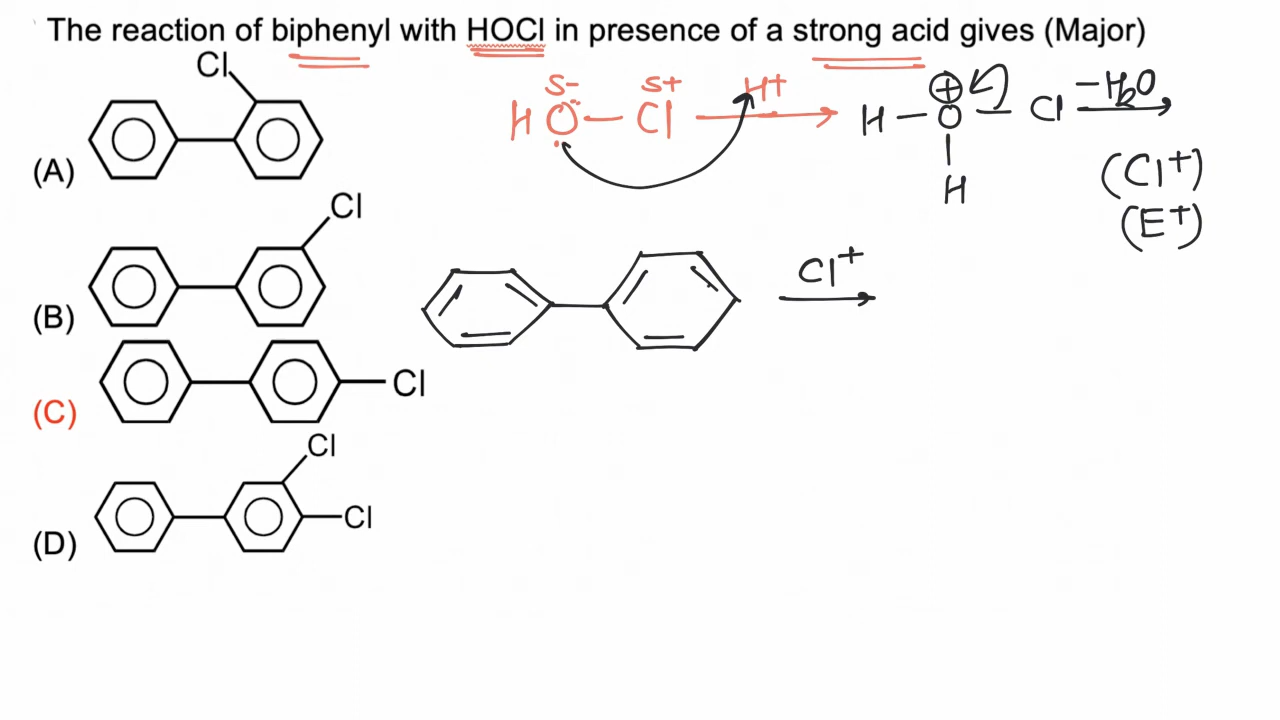 The reaction of biphenyl with HOCl in presence of a strong acid gives (Major)
Cl
(A)
Cl
(B)
(C) Cl
Cl
(D) Cl
S- S+ H+
H O – Cl
H – O – Cl
H
⊕
-H2O
(Cl+)
(E+)
Cl+